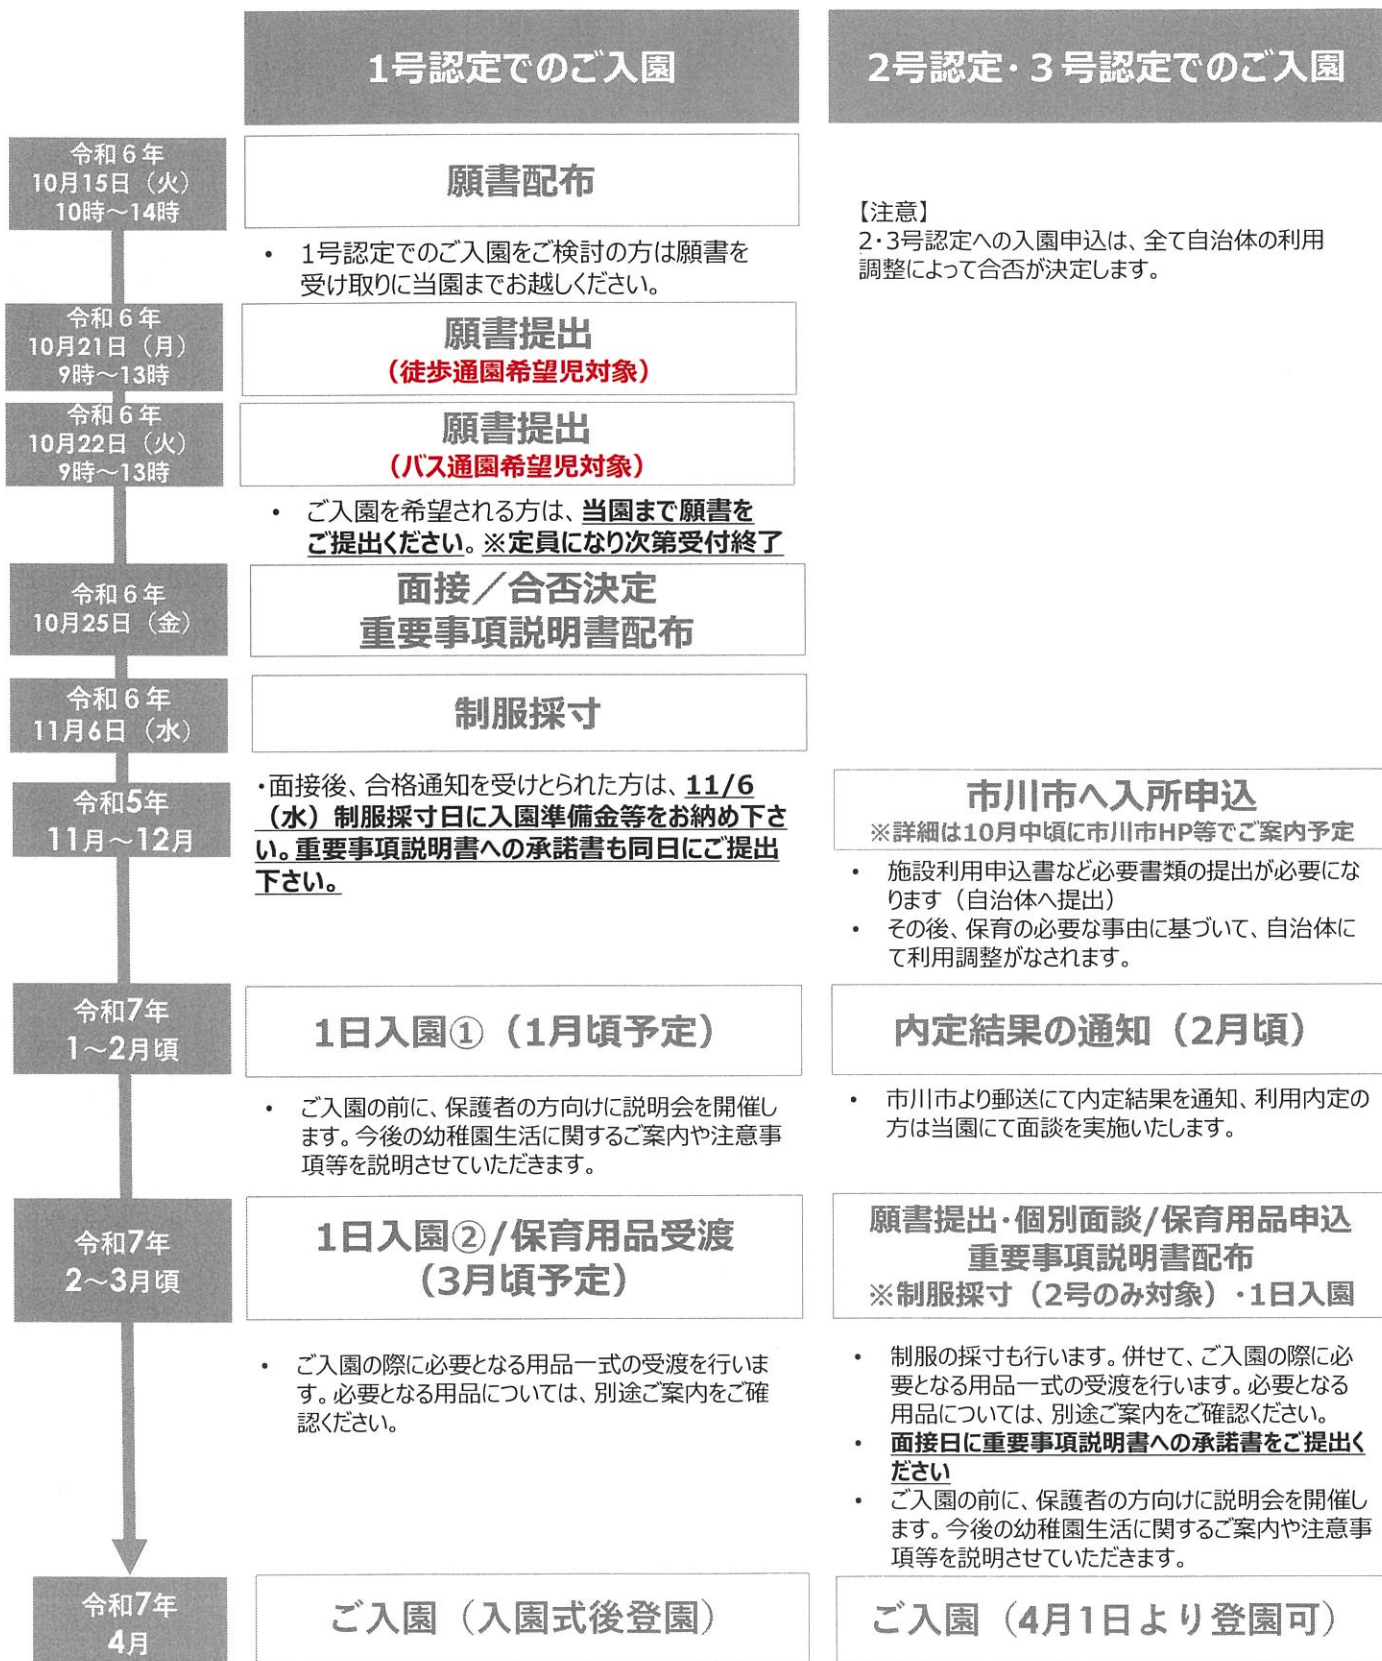 1号認定でのご入園
2号認定・３号認定でのご入園
令和６年
10月15日（火）
10時～14時
願書配布
• 1号認定でのご入園をご検討の方は願書を
受け取りに当園までお越しください。
【注意】
2・3号認定への入園申込は、全て自治体の利用
調整によって合否が決定します。
令和６年
10月21日（月）
9時～13時
願書提出
（徒歩通園希望児対象）
令和６年
10月22日（火）
9時～13時
願書提出
（バス通園希望児対象）
• ご入園を希望される方は、当園まで願書を
ご提出ください。※定員になり次第受付終了
令和６年
10月25日（金）
面接／合否決定
重要事項説明書配布
令和６年
11月6日（水）
制服採寸
令和5年
11月～12月
・面接後、合格通知を受けとられた方は、11/6
（水）制服採寸日に入園準備金等をお納め下さ
い。重要事項説明書への承諾書も同日にご提出
下さい。
市川市へ入所申込
※詳細は10月中頃に市川市HP等でご案内予定
• 施設利用申込書など必要書類の提出が必要にな
ります（自治体へ提出）
• その後、保育の必要な事由に基づいて、自治体に
て利用調整がなされます。
令和7年
1～2月頃
1日入園①（1月頃予定）
• ご入園の前に、保護者の方向けに説明会を開催し
ます。今後の幼稚園生活に関するご案内や注意事
項等を説明させていただきます。
内定結果の通知（2月頃）
• 市川市より郵送にて内定結果を通知、利用内定の
方は当園にて面談を実施いたします。
令和7年
2～3月頃
1日入園②/保育用品受渡
（3月頃予定）
• ご入園の際に必要となる用品一式の受渡を行いま
す。必要となる用品については、別途ご案内をご確
認ください。
願書提出・個別面談/保育用品申込
重要事項説明書配布
※制服採寸（2号のみ対象）・1日入園
• 制服の採寸も行います。併せて、ご入園の際に必
要となる用品一式の受渡を行います。必要となる
用品については、別途ご案内をご確認ください。
• 面接日に重要事項説明書への承諾書をご提出く
ださい
• ご入園の前に、保護者の方向けに説明会を開催し
ます。今後の幼稚園生活に関するご案内や注意事
項等を説明させていただきます。
令和7年
4月
ご入園（入園式後登園）
ご入園（4月1日より登園可）